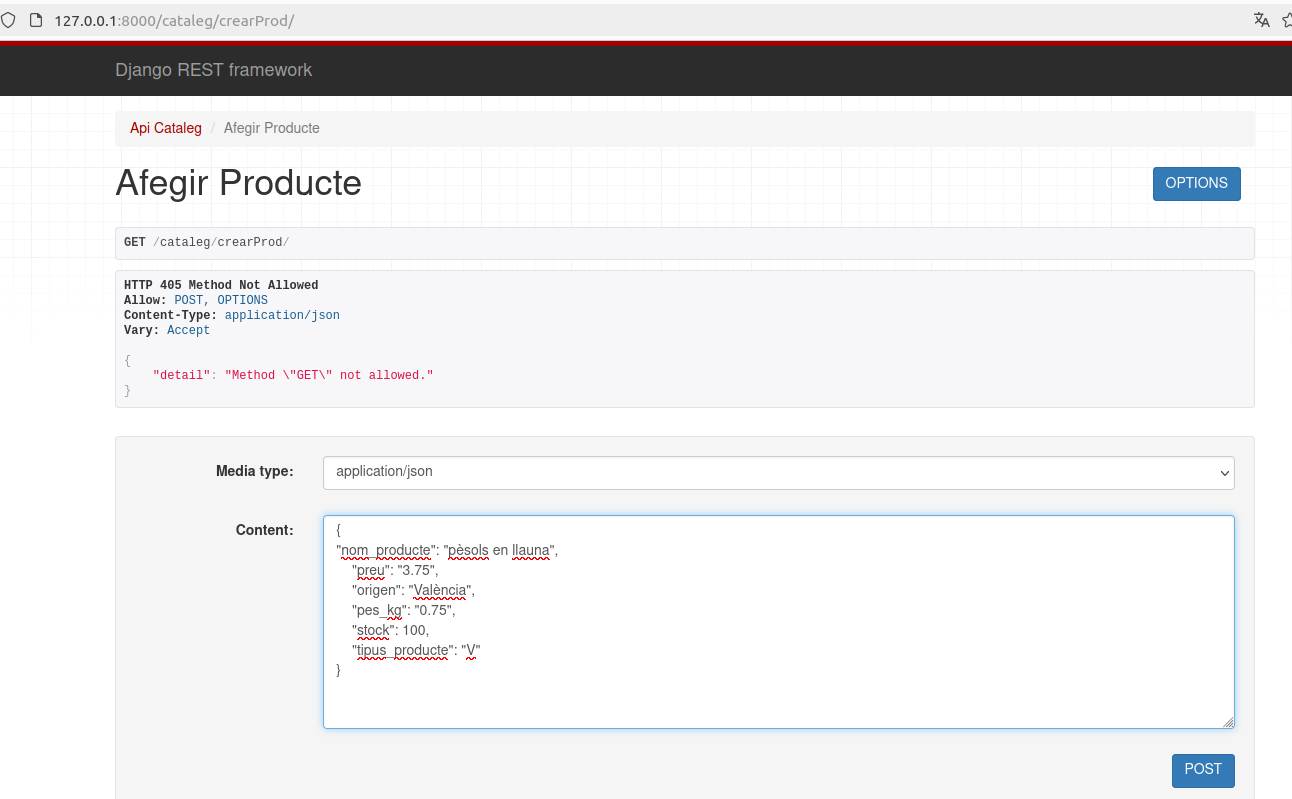 127.0.0.1:8000/cataleg/crearProd/
Django REST framework
Api Cataleg / Afegir Producte
Afegir Producte
OPTIONS
GET /cataleg/crearProd/
HTTP 405 Method Not Allowed
Allow: POST, OPTIONS
Content-Type: application/json
Vary: Accept
{
    "detail": "Method \"GET\" not allowed."
}
Media type: application/json
Content:
{
"nom_producte": "pèsols en llauna",
    "preu": "3.75",
    "origen": "València",
    "pes_kg": "0.75",
    "stock": 100,
    "tipus_producte": "V"
}
POST